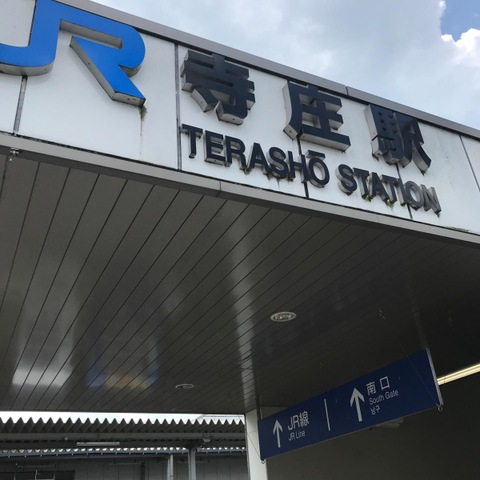 JR
寺庄駅
TERASHŌ STATION
↑ JR線
JR Line
↑ 南口
South Gate